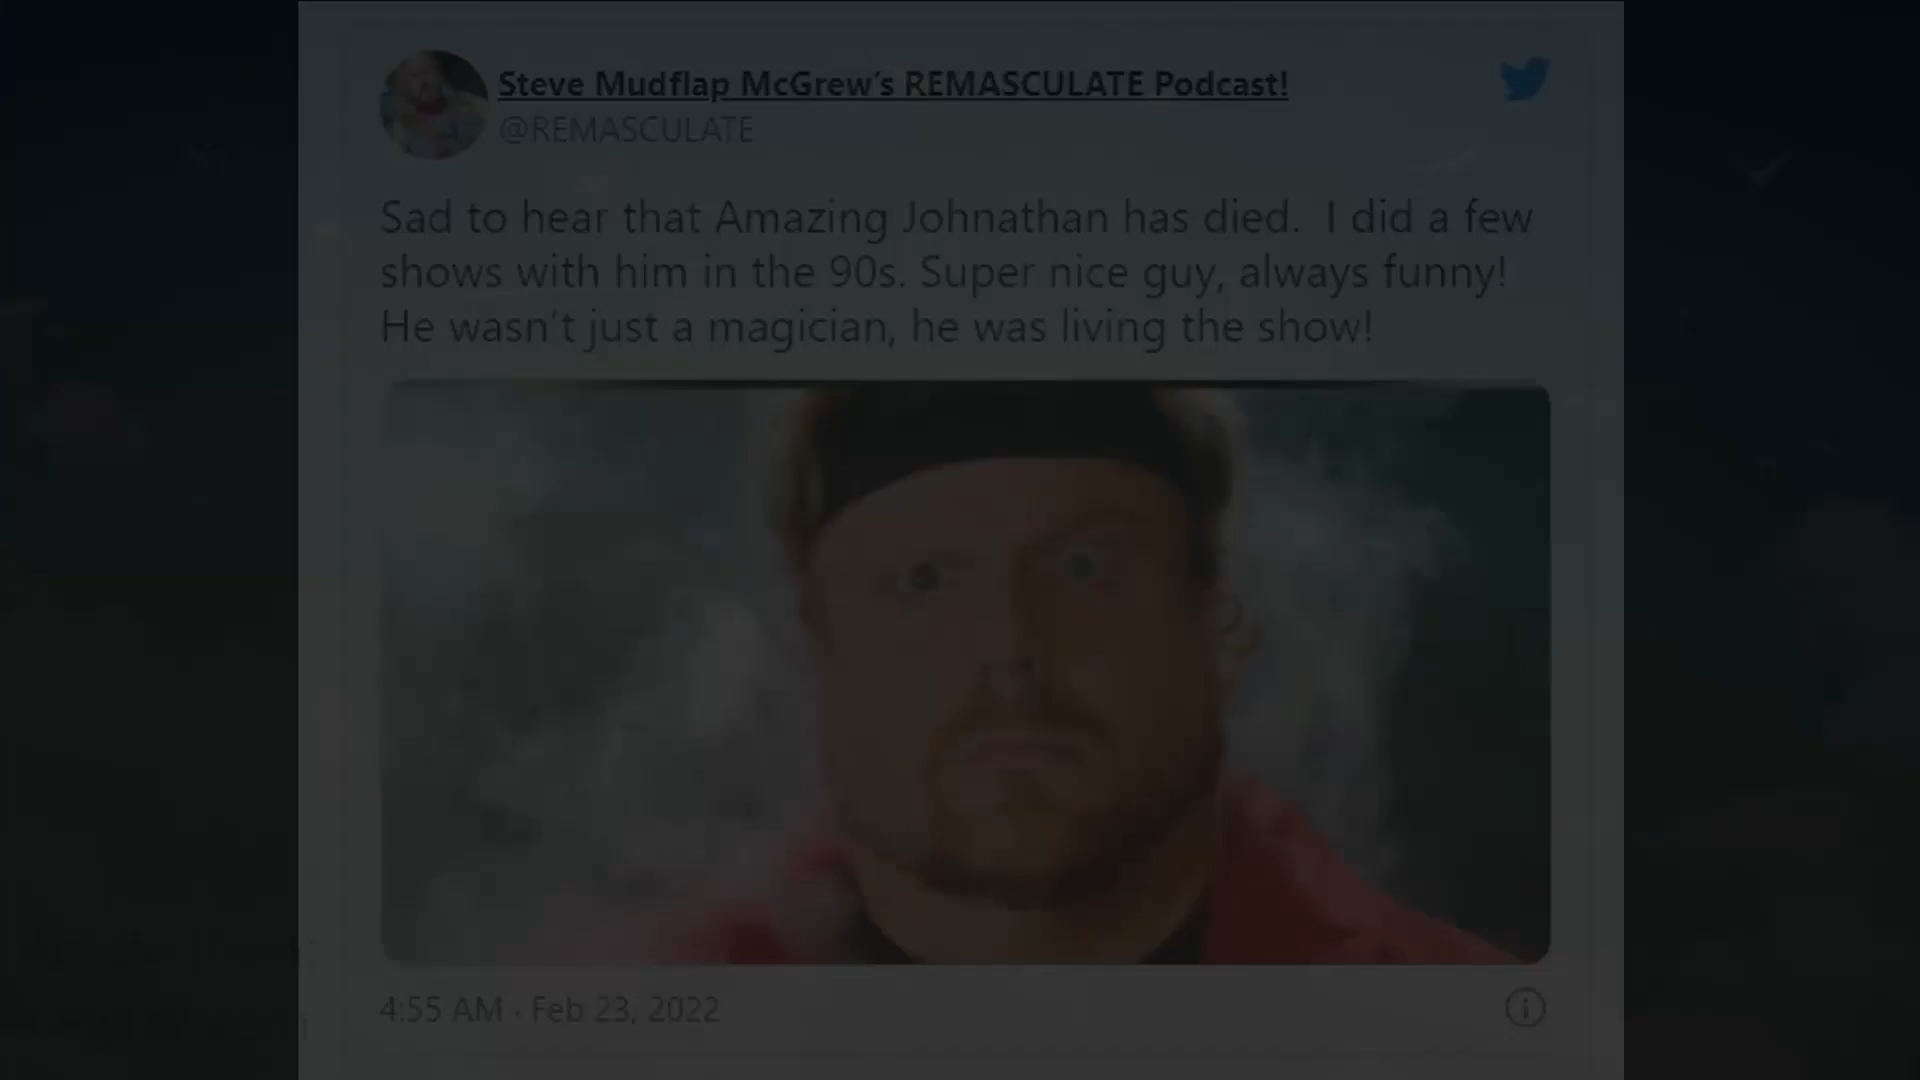 Steve Mudflap McGrew's REMASCULATE Podcast!
@REMASCULATE
Sad to hear that Amazing Johnathan has died.  I did a few
shows with him in the 90s. Super nice guy, always funny!
He wasn't just a magician, he was living the show!
4:55 AM · Feb 23, 2022